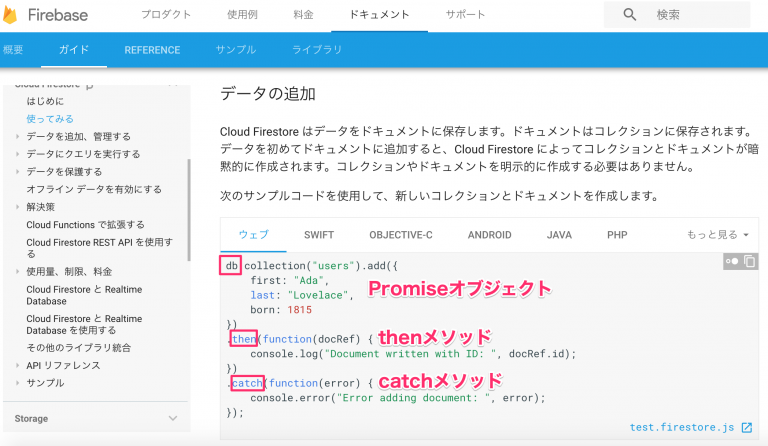 Firebase
プロダクト 使用例 料金 ドキュメント サポート 検索
概要 ガイド REFERENCE サンプル ライブラリ
Cloud Firestore β
はじめに
使ってみる
データを追加、管理する
データにクエリを実行する
データを保護する
オフライン データを有効にする
解決策
Cloud Functions で拡張する
Cloud Firestore REST API を使用す
る
使用量、制限、料金
Cloud Firestore と Realtime
Database
Cloud Firestore と Realtime
Database を使用する
その他のライブラリ統合
API リファレンス
サンプル
Storage
データの追加
Cloud Firestore はデータをドキュメントに保存します。ドキュメントはコレクションに保存されます。
データを初めてドキュメントに追加すると、Cloud Firestore によってコレクションとドキュメントが暗
黙的に作成されます。コレクションやドキュメントを明示的に作成する必要はありません。
次のサンプルコードを使用して、新しいコレクションとドキュメントを作成します。
ウェブ SWIFT OBJECTIVE-C ANDROID JAVA PHP もっと見る
db.collection("users").add({
first: "Ada",
last: "Lovelace",
born: 1815
})
Promiseオブジェクト
.then(function(docRef) {
thenメソッド
console.log("Document written with ID: ", docRef.id);
})
.catch(function(error) {
catchメソッド
console.error("Error adding document: ", error);
});
test.firestore.js